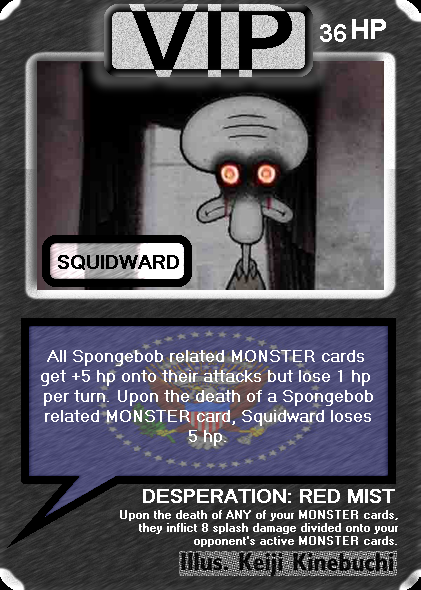 VIP
36 HP
SQUIDWARD
All Spongebob related MONSTER cards
get +5 hp onto their attacks but lose 1 hp
per turn. Upon the death of a Spongebob
related MONSTER card, Squidward loses
5 hp.
DESPERATION: RED MIST
Upon the death of ANY of your MONSTER cards,
they inflict 8 splash damage divided onto your
opponent's active MONSTER cards.
Illus. Keiji Kinebuchi